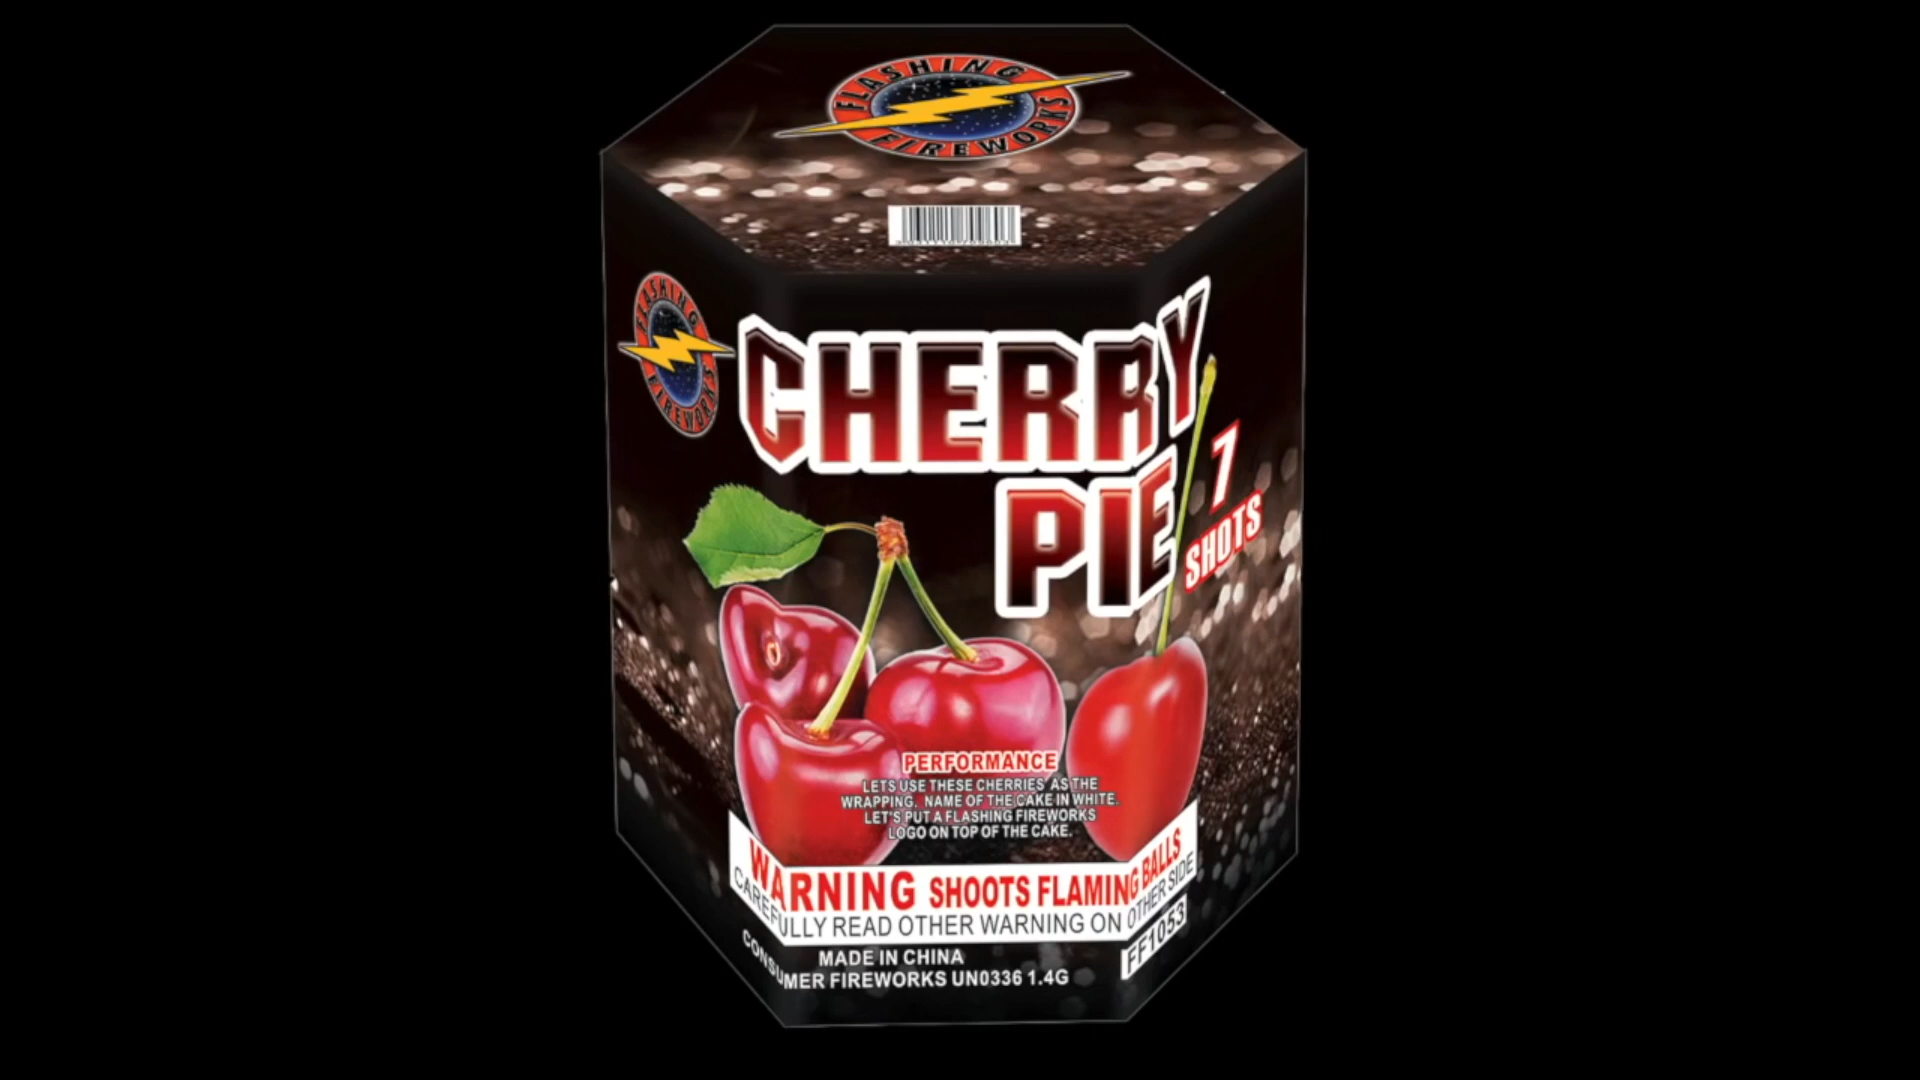 FLASHING
FIREWORKS
FLASHING
FIREWORKS
CHERRY
PIE
7
SHOTS
PERFORMANCE
LETS USE THESE CHERRIES AS THE
WRAPPING. NAME OF THE CAKE IN WHITE.
LET'S PUT A FLASHING FIREWORKS
LOGO ON TOP OF THE CAKE.
WARNING SHOOTS FLAMING BALLS
CAREFULLY READ OTHER WARNING ON OTHER SIDE
FF1053
MADE IN CHINA
CONSUMER FIREWORKS UN0336 1.4G